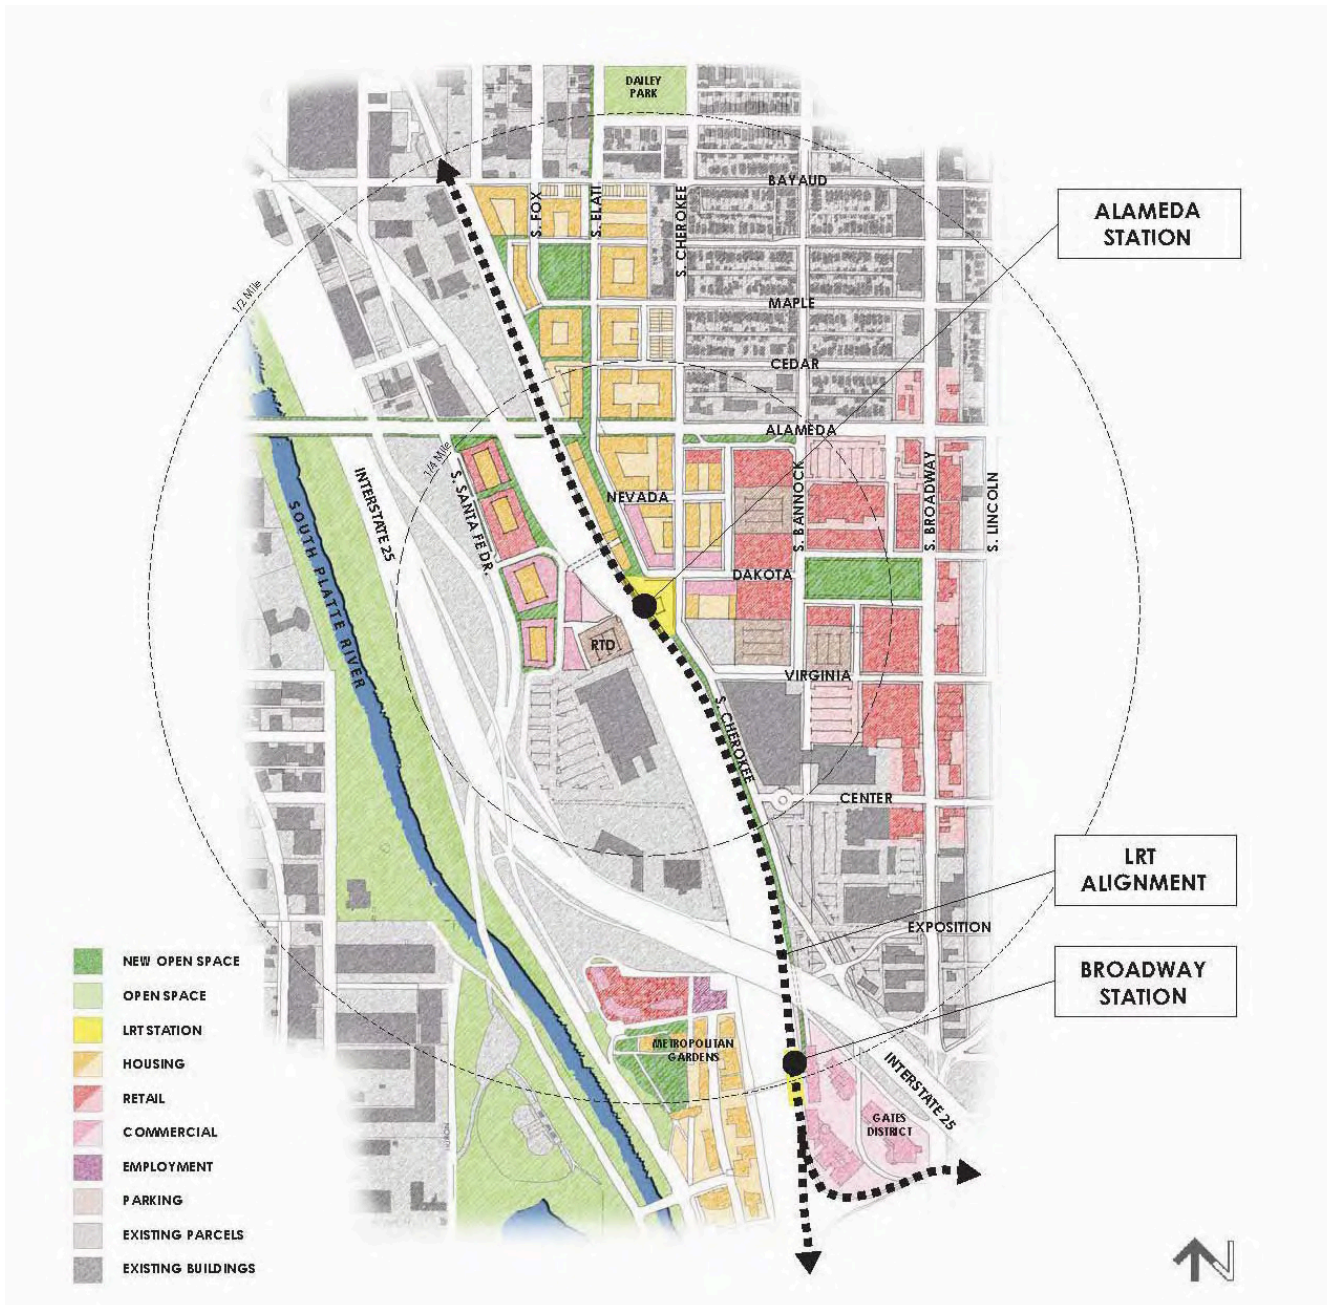 DAILEY
PARK
BAYAUD
S. FOX
S. ELATI
S. CHEROKEE
ALAMEDA
STATION
1/2 Mile
MAPLE
CEDAR
ALAMEDA
1/4 Mile
S. SANTA FE DR.
INTERSTATE 25
SOUTH PLATTE RIVER
NEVADA
S. BANNOCK
S. BROADWAY
S. LINCOLN
DAKOTA
RTD
VIRGINIA
S. CHEROKEE
CENTER
LRT
ALIGNMENT
EXPOSITION
BROADWAY
STATION
METROPOLITAN
GARDENS
INTERSTATE 25
GATES
DISTRICT
NEW OPEN SPACE
OPEN SPACE
LRT STATION
HOUSING
RETAIL
COMMERCIAL
EMPLOYMENT
PARKING
EXISTING PARCELS
EXISTING BUILDINGS
N